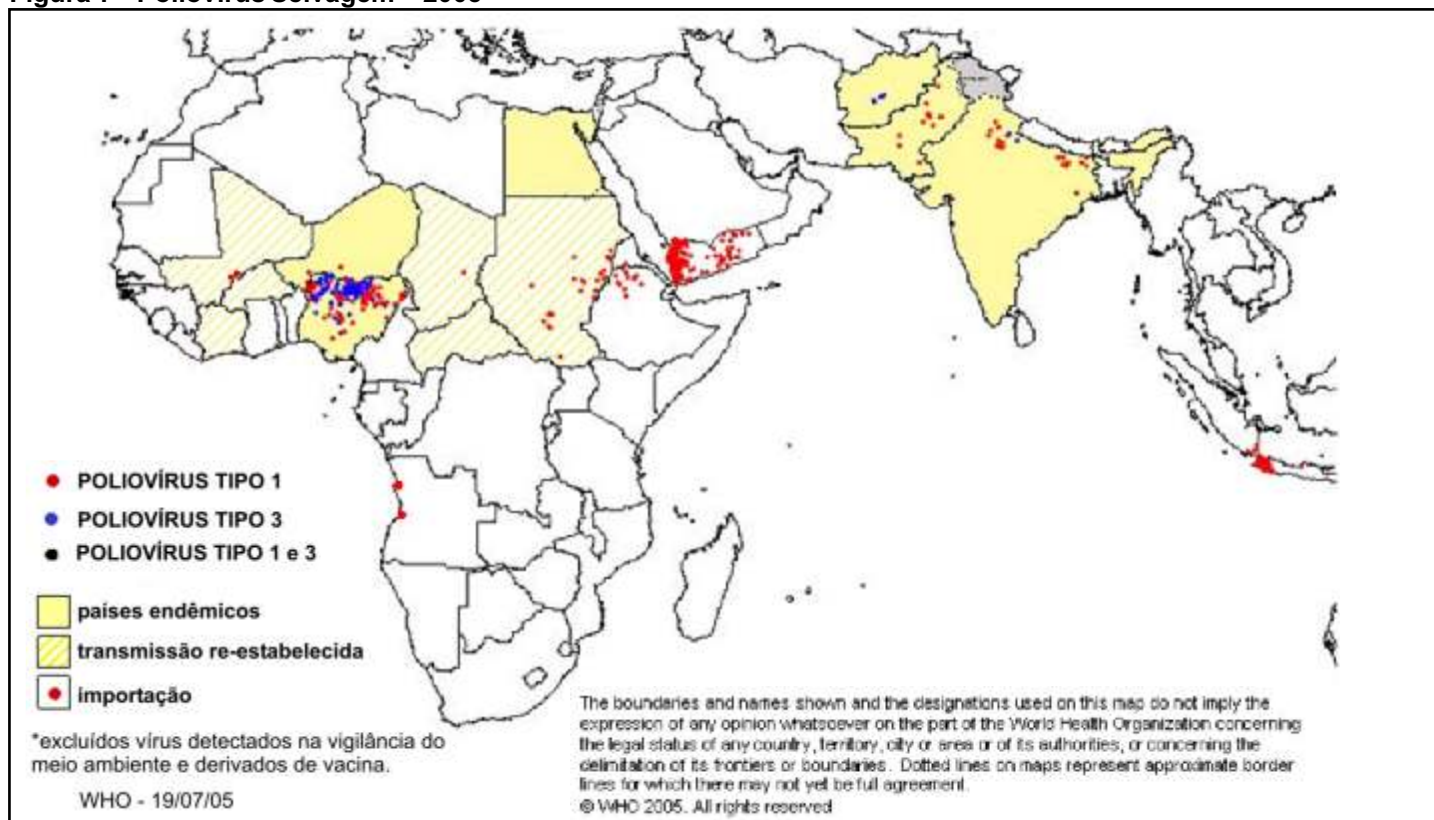 POLIOVÍRUS TIPO 1
POLIOVÍRUS TIPO 3
POLIOVÍRUS TIPO 1 e 3
países endêmicos
transmissão re-estabelecida
importação
*excluídos vírus detectados na vigilância do
meio ambiente e derivados de vacina.
WHO - 19/07/05
The boundaries and names shown and the designations used on this map do not imply the
expression of any opinion whatsoever on the part of the World Health Organization concerning
the legal status of any country, territory, city or area or of its authorities, or concerning the
delimitation of its frontiers or boundaries. Dotted lines on maps represent approximate border
lines for which there may not yet be full agreement.
© WHO 2005. All rights reserved